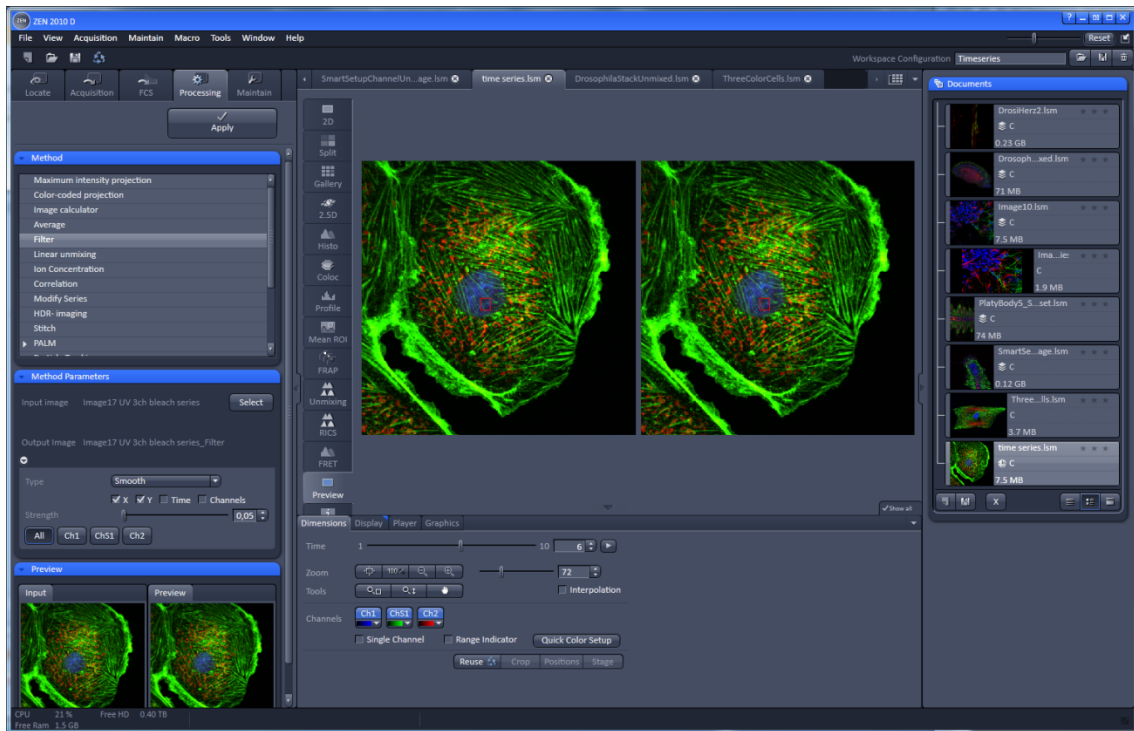 ZEN 2010 D
File View Acquisition Maintain Macro Tools Window Help
Reset
Workspace Configuration Timeseries
Locate Acquisition FCS Processing Maintain
SmartSetupChannelUn...age.lsm time series.lsm DrosophilaStackUnmixed.lsm ThreeColorCells.lsm
Apply
Method
Maximum intensity projection
Color-coded projection
Image calculator
Average
Filter
Linear unmixing
Ion Concentration
Correlation
Modify Series
HDR- imaging
Stitch
PALM
Method Parameters
Input image Image17 UV 3ch bleach series Select
Output Image Image17 UV 3ch bleach series_Filter
Type Smooth
X Y Time Channels
Strength 0,05
All Ch1 ChS1 Ch2
Preview
Input Preview
2D
Split
Gallery
2.5D
Histo
Coloc
Profile
Mean ROI
FRAP
Unmixing
RICS
FRET
Preview
Show all
Dimensions Display Player Graphics
Time 1 10 6
Zoom 100% 72
Tools Interpolation
Channels Ch1 ChS1 Ch2
Single Channel Range Indicator Quick Color Setup
Reuse Crop Positions Stage
Documents
DrosiHerz2.lsm
C
0.23 GB
Drosoph...xed.lsm
C
71 MB
Image10.lsm
C
7.5 MB
Ima...ie:
C
1.9 MB
PlatyBody5_S...set.lsm
C
74 MB
SmartSe...age.lsm
C
0.12 GB
Three...lls.lsm
C
3.7 MB
time series.lsm
C
7.5 MB
X
CPU 21 % Free HD 0.40 TB
Free Ram 1.5 GB